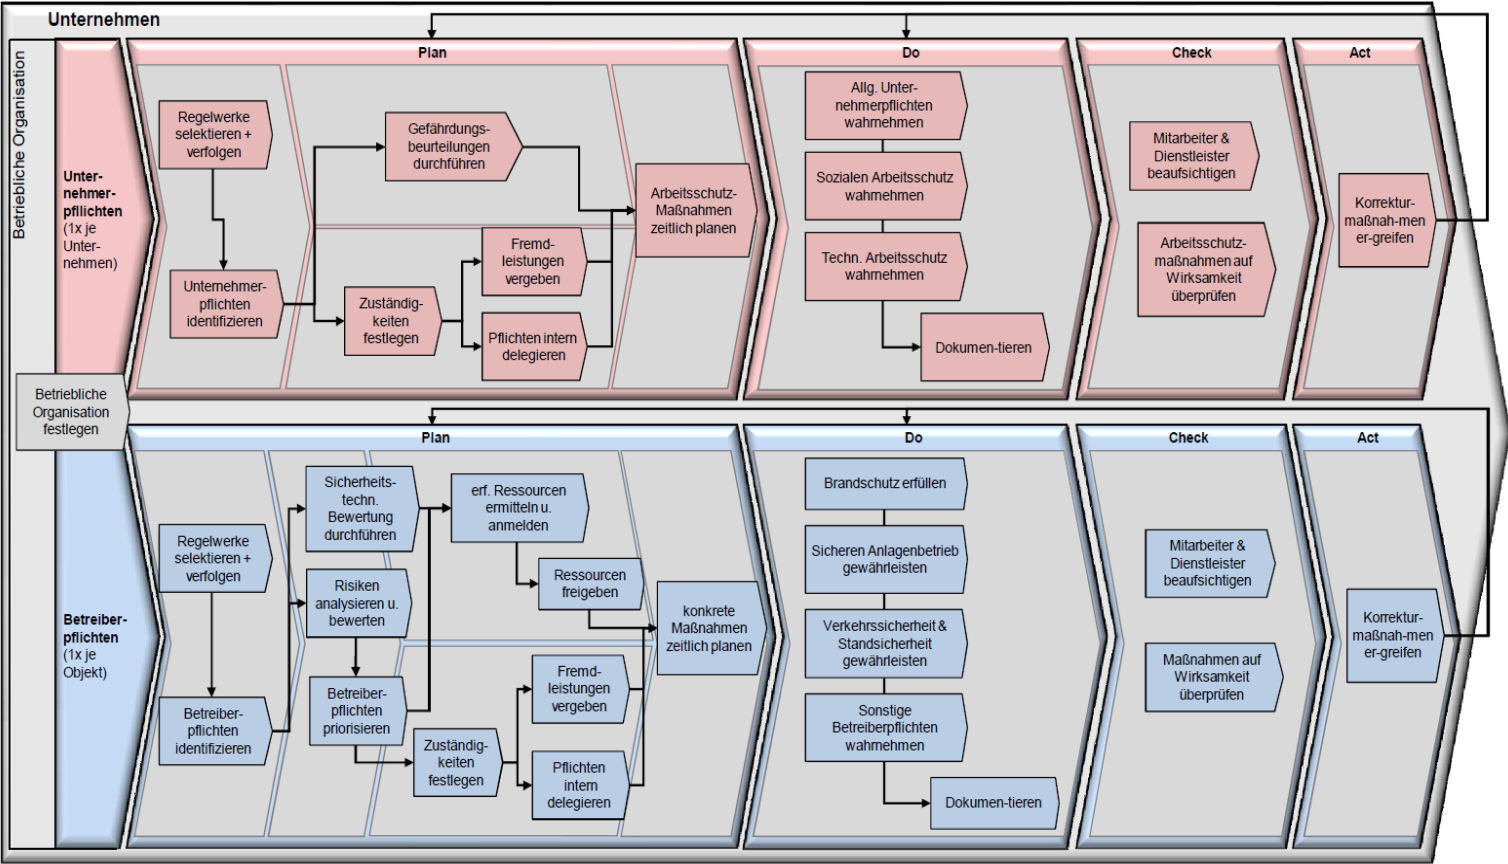 Unternehmen
Betriebliche Organisation
Plan
Do
Check
Act
Unter-
nehmer-
pfllichten
(1x je
Unter-
nehmen)
Regelwerke
selektieren +
verfolgen
Unternehmer-
pflichten
identifizieren
Gefährdungs-
beurteilungen
durchführen
Zuständig-
keiten
festlegen
Fremd-
leistungen
vergeben
Pflichten intern
delegieren
Arbeitsschutz-
Maßnahmen
zeitlich planen
Allg. Unter-
nehmerpflichten
wahrnehmen
Sozialen Arbeitsschutz
wahrnehmen
Techn. Arbeitsschutz
wahrnehmen
Dokumen-tieren
Mitarbeiter &
Dienstleister
beaufsichtigen
Arbeitsschutz-
maßnahmen auf
Wirksamkeit
überprüfen
Korrektur-
maßnah-men
er-greifen
Betriebliche
Organisation
festlegen
Plan
Do
Check
Act
Betreiber-
pflichten
(1x je
Objekt)
Regelwerke
selektieren +
verfolgen
Betreiber-
pflichten
identifizieren
Sicherheits-
techn.
Bewertung
durchführen
Risiken
analysieren u.
bewerten
Betreiber-
pflichten
priorisieren
erf. Ressourcen
ermitteln u.
anmelden
Ressourcen
freigeben
Zuständig-
keiten
festlegen
Fremd-
leistungen
vergeben
Pflichten
intern
delegieren
konkrete
Maßnahmen
zeitlich planen
Brandschutz erfüllen
Sicheren Anlagenbetrieb
gewährleisten
Verkehrssicherheit &
Standsicherheit
gewährleisten
Sonstige
Betreiberpflichten
wahrnehmen
Dokumen-tieren
Mitarbeiter &
Dienstleister
beaufsichtigen
Maßnahmen auf
Wirksamkeit
überprüfen
Korrektur-
maßnah-men
er-greifen